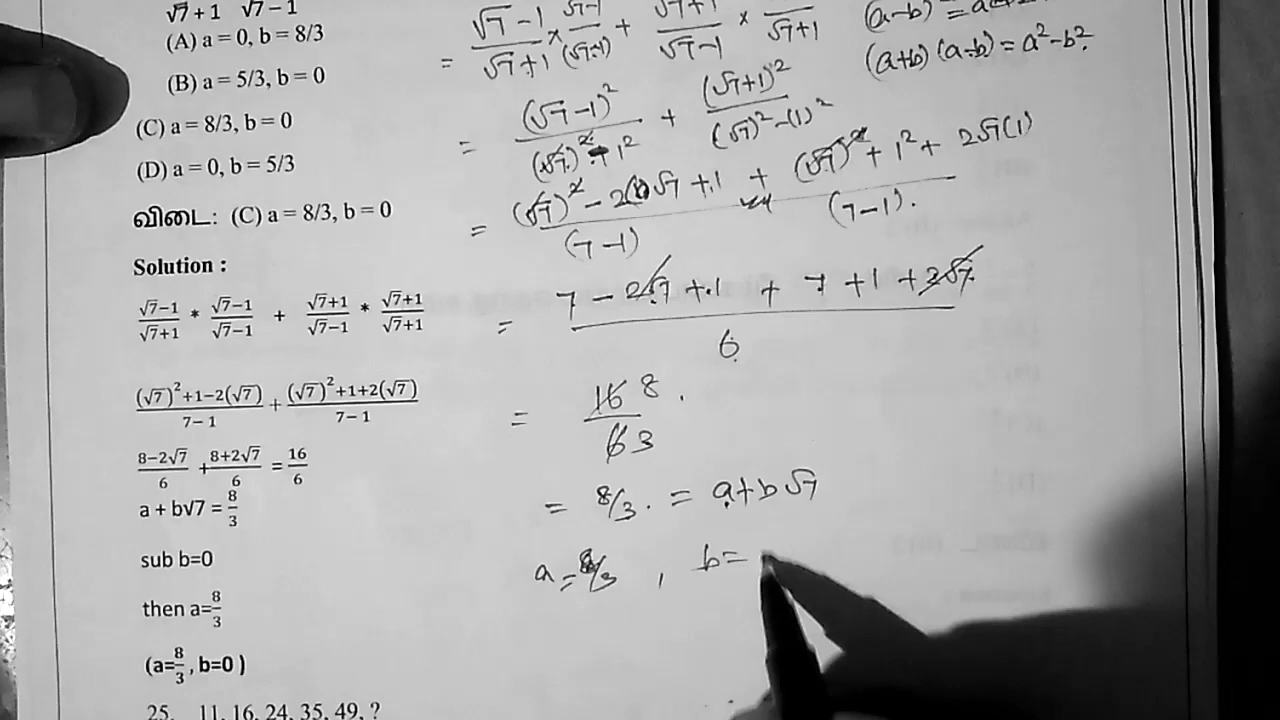 √7 + 1 √7 − 1
(A) a = 0, b = 8/3
(B) a = 5/3, b = 0
(C) a = 8/3, b = 0
(D) a = 0, b = 5/3
விடை: (C) a = 8/3, b = 0
Solution :
√7−1/√7+1 * √7−1/√7−1 + √7+1/√7−1 * √7+1/√7+1
(√7)²+1−2(√7)/7−1 + (√7)²+1+2(√7)/7−1
8−2√7/6 + 8+2√7/6 = 16/6
a + b√7 = 8/3
sub b=0
then a=8/3
(a=8/3 , b=0 )
25. 11, 16, 24, 35, 49, ?
= √7−1/√7+1 × √7−1/(√7−1) + √7+1/√7−1 × /√7+1
(a+b) (a−b) = a²−b².
= (√7−1)²/(√7)²−1² + (√7+1)²/(√7)²−(1)²
= (√7)²−2(1)√7+1/(7−1) + (√7)²+1²+2√7(1)/(7−1).
= 7−2√7+1 + 7+1+2√7/6
= 16 8/6 3
= 8/3. = a+b√7
a = 8/3 , b=